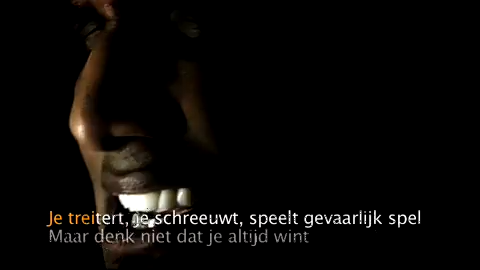 Je treitert, je schreeuwt, speelt gevaarlijk spel
Maar denk niet dat je altijd wint